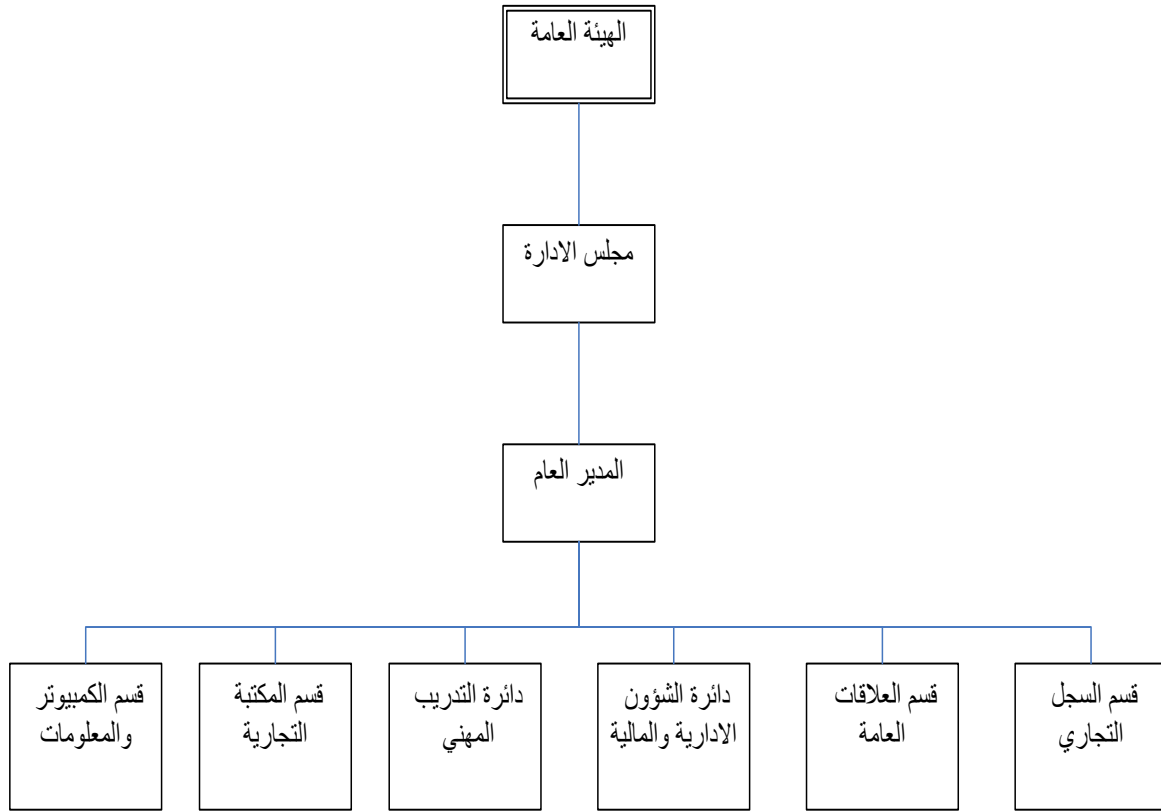 الهيئة العامة
مجلس الادارة
المدير العام
قسم السجل
التجاري
قسم العلاقات
العامة
دائرة الشؤون
الادارية والمالية
دائرة التدريب
المهني
قسم المكتبة
التجارية
قسم الكمبيوتر
والمعلومات